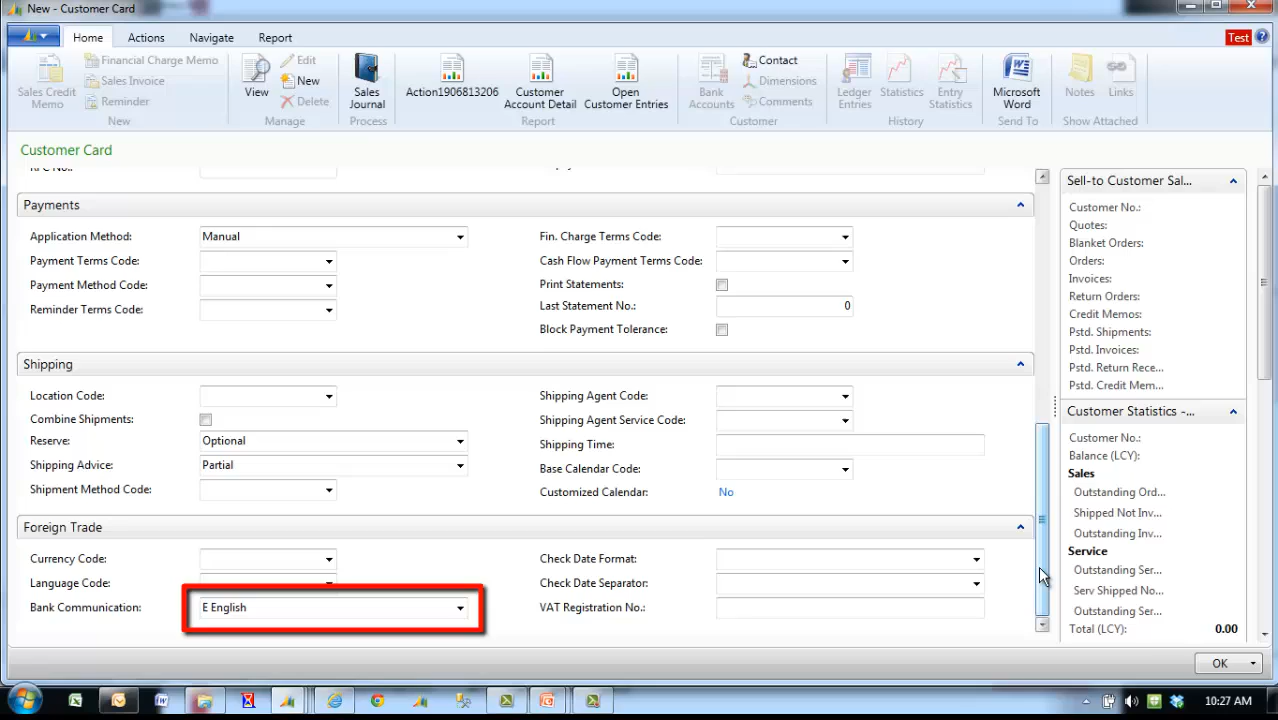 New - Customer Card
Home
Actions
Navigate
Report
Test
Sales Credit Memo
Financial Charge Memo
Sales Invoice
Reminder
New
View
Edit
New
Delete
Manage
Sales Journal
Process
Action1906813206
Customer Account Detail
Open Customer Entries
Report
Bank Accounts
Contact
Dimensions
Comments
Customer
Ledger Entries
Statistics
Entry Statistics
History
Microsoft Word
Send To
Notes
Links
Show Attached
Customer Card
Payments
Application Method: Manual
Payment Terms Code:
Payment Method Code:
Reminder Terms Code:
Fin. Charge Terms Code:
Cash Flow Payment Terms Code:
Print Statements:
Last Statement No.: 0
Block Payment Tolerance:
Shipping
Location Code:
Combine Shipments:
Reserve: Optional
Shipping Advice: Partial
Shipment Method Code:
Shipping Agent Code:
Shipping Agent Service Code:
Shipping Time:
Base Calendar Code:
Customized Calendar: No
Foreign Trade
Currency Code:
Language Code:
Bank Communication: E English
Check Date Format:
Check Date Separator:
VAT Registration No.:
Sell-to Customer Sal...
Customer No.:
Quotes:
Blanket Orders:
Orders:
Invoices:
Return Orders:
Credit Memos:
Pstd. Shipments:
Pstd. Invoices:
Pstd. Return Rece...
Pstd. Credit Mem...
Customer Statistics -...
Customer No.:
Balance (LCY):
Sales
Outstanding Ord...
Shipped Not Inv...
Outstanding Inv...
Service
Outstanding Ser...
Serv Shipped No...
Outstanding Ser...
Total (LCY): 0.00
OK
10:27 AM